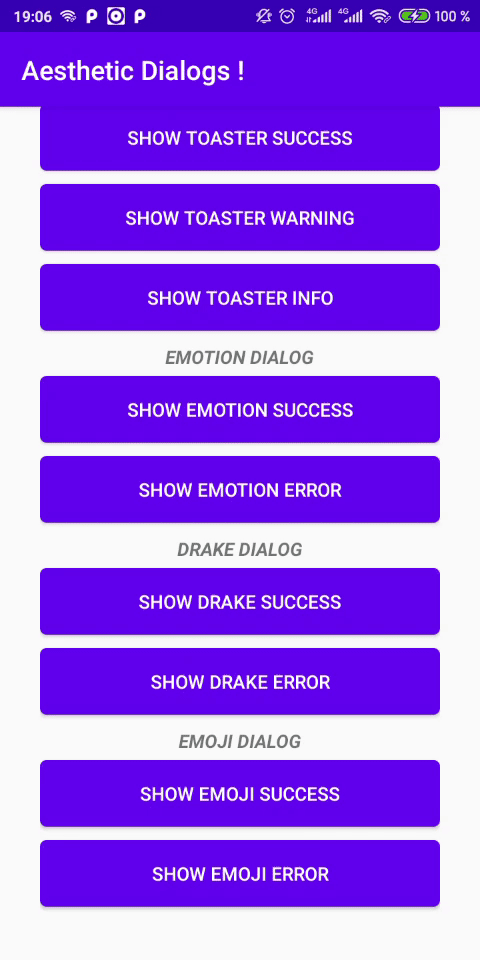 19:06
4G
4G
100 %
Aesthetic Dialogs !
SHOW TOASTER SUCCESS
SHOW TOASTER WARNING
SHOW TOASTER INFO
EMOTION DIALOG
SHOW EMOTION SUCCESS
SHOW EMOTION ERROR
DRAKE DIALOG
SHOW DRAKE SUCCESS
SHOW DRAKE ERROR
EMOJI DIALOG
SHOW EMOJI SUCCESS
SHOW EMOJI ERROR